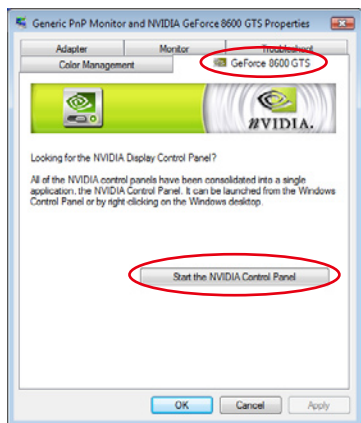 Generic PnP Monitor and NVIDIA GeForce 8600 GTS Properties
Adapter Monitor Troubleshoot
Color Management GeForce 8600 GTS
NVIDIA.
Looking for the NVIDIA Display Control Panel?
All of the NVIDIA control panels have been consolidated into a single
application, the NVIDIA Control Panel. It can be launched from the Windows
Control Panel or by right-clicking on the Windows desktop.
Start the NVIDIA Control Panel
OK Cancel Apply